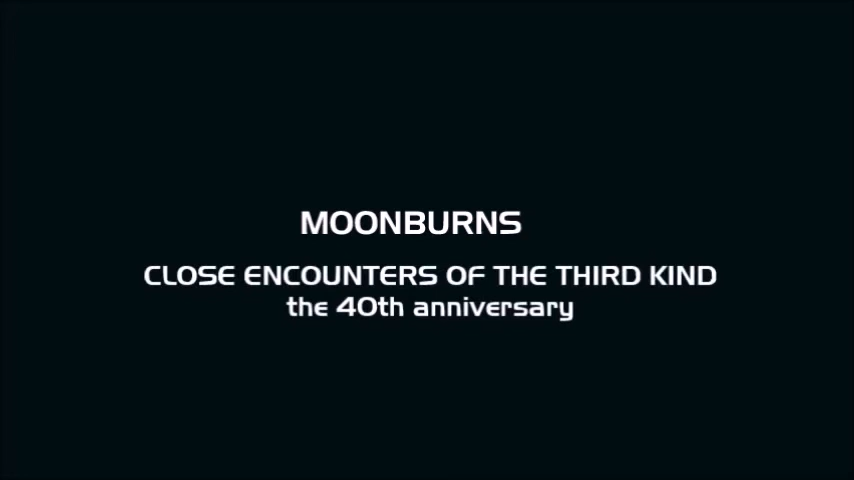 MOONBURNS
CLOSE ENCOUNTERS OF THE THIRD KIND
the 40th anniversary